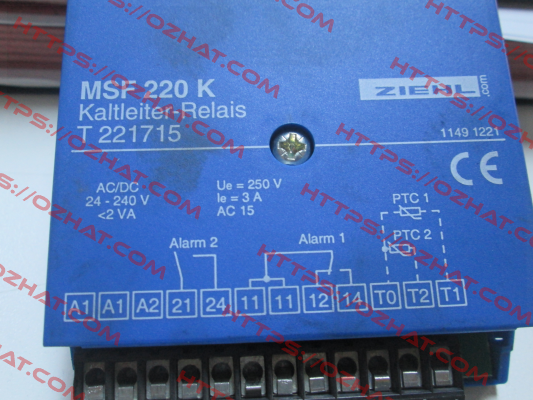 MSF 220 K
Kaltleiter-Relais
T 221715
ZIEHL.com
1149 1221
CE
AC/DC
24 - 240 V
<2 VA
Ue = 250 V
Ie = 3 A
AC 15
PTC 1
PTC 2
Alarm 2
Alarm 1
A1 A1 A2 21 24 11 11 12 14 T0 T2 T1
HTTPS://OZHAT.COM